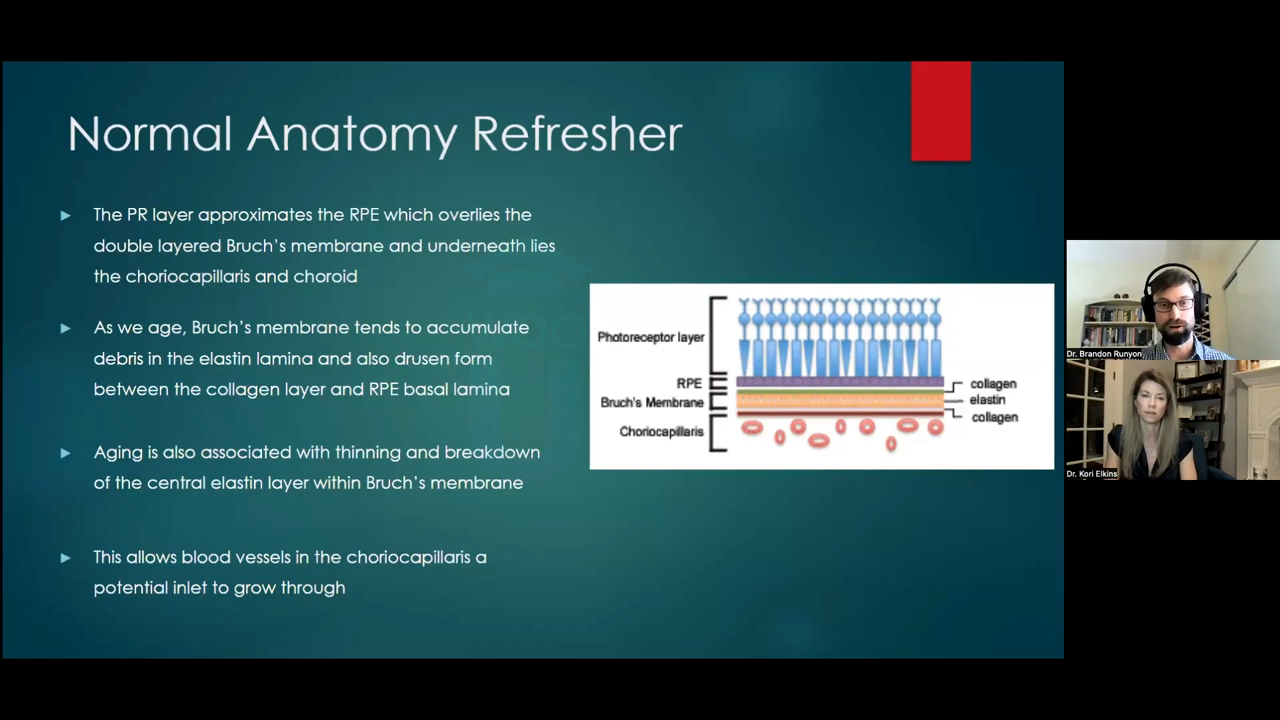 Normal Anatomy Refresher
The PR layer approximates the RPE which overlies the
double layered Bruch's membrane and underneath lies
the choriocapillaris and choroid
As we age, Bruch's membrane tends to accumulate
debris in the elastin lamina and also drusen form
between the collagen layer and RPE basal lamina
Aging is also associated with thinning and breakdown
of the central elastin layer within Bruch's membrane
This allows blood vessels in the choriocapillaris a
potential inlet to grow through
Photoreceptor layer
RPE
Bruch's Membrane
Choriocapillaris
collagen
elastin
collagen
Dr. Brandon Runyon
Dr. Kori Elkins